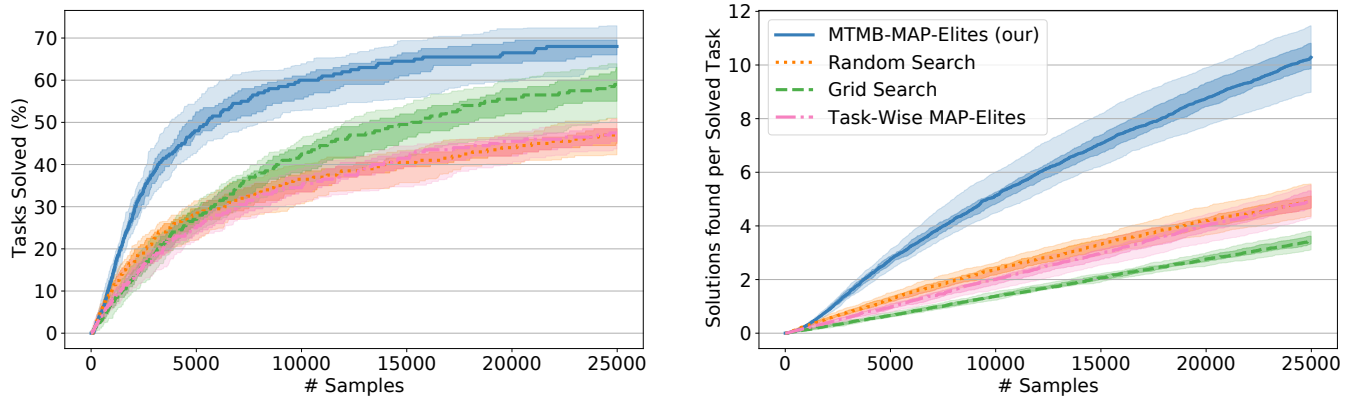 Tasks Solved (%)
70
60
50
40
30
20
10
0
0 5000 10000 15000 20000 25000
# Samples
Solutions found per Solved Task
12
10
8
6
4
2
0
MTMB-MAP-Elites (our)
Random Search
Grid Search
Task-Wise MAP-Elites
0 5000 10000 15000 20000 25000
# Samples